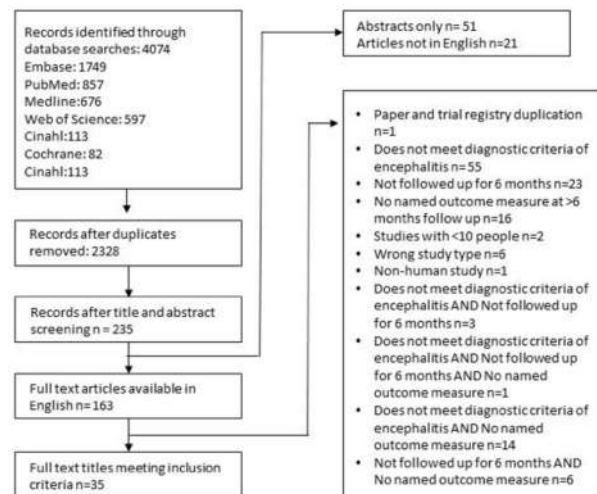 Records identified through
database searches: 4074
Embase: 1749
PubMed: 857
Medline:676
Web of Science: 597
Cinahl:113
Cochrane: 82
Cinahl:113
Records after duplicates
removed: 2328
Records after title and abstract
screening n = 235
Full text articles available in
English n= 163
Full text titles meeting inclusion
criteria n=35
Abstracts only n= 51
Articles not in English n=21
• Paper and trial registry duplication
n=1
• Does not meet diagnostic criteria of
encephalitis n= 55
• Not followed up for 6 months n=23
• No named outcome measure at >6
months follow up n=16
• Studies with <10 people n=2
• Wrong study type n=6
• Non-human study n=1
• Does not meet diagnostic criteria of
encephalitis AND Not followed up
for 6 months n=3
• Does not meet diagnostic criteria of
encephalitis AND Not followed up
for 6 months AND No named
outcome measure n=1
• Does not meet diagnostic criteria of
encephalitis AND No named
outcome measure n=14
• Not followed up for 6 months AND
No named outcome measure n=6